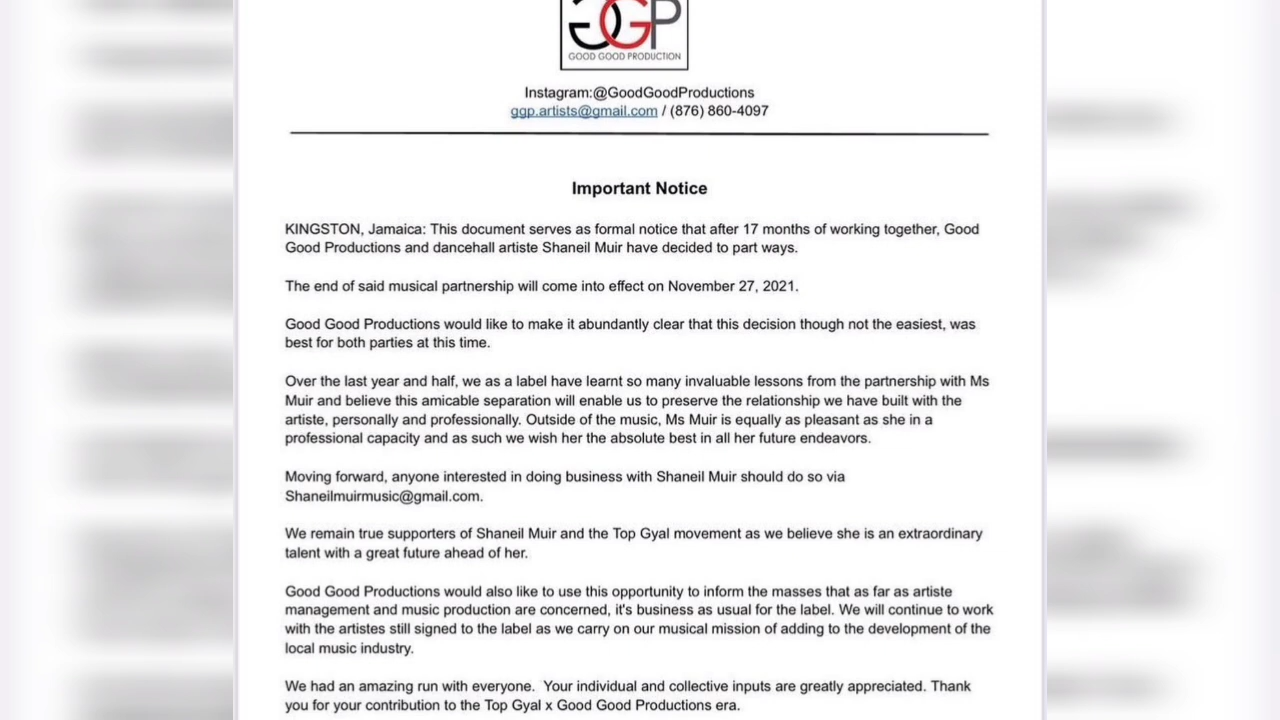 GGP
GOOD GOOD PRODUCTION
Instagram:@GoodGoodProductions
ggp.artists@gmail.com / (876) 860-4097
Important Notice
KINGSTON, Jamaica: This document serves as formal notice that after 17 months of working together, Good
Good Productions and dancehall artiste Shaneil Muir have decided to part ways.
The end of said musical partnership will come into effect on November 27, 2021.
Good Good Productions would like to make it abundantly clear that this decision though not the easiest, was
best for both parties at this time.
Over the last year and half, we as a label have learnt so many invaluable lessons from the partnership with Ms
Muir and believe this amicable separation will enable us to preserve the relationship we have built with the
artiste, personally and professionally. Outside of the music, Ms Muir is equally as pleasant as she in a
professional capacity and as such we wish her the absolute best in all her future endeavors.
Moving forward, anyone interested in doing business with Shaneil Muir should do so via
Shaneilmuirmusic@gmail.com.
We remain true supporters of Shaneil Muir and the Top Gyal movement as we believe she is an extraordinary
talent with a great future ahead of her.
Good Good Productions would also like to use this opportunity to inform the masses that as far as artiste
management and music production are concerned, it's business as usual for the label. We will continue to work
with the artistes still signed to the label as we carry on our musical mission of adding to the development of the
local music industry.
We had an amazing run with everyone.  Your individual and collective inputs are greatly appreciated. Thank
you for your contribution to the Top Gyal x Good Good Productions era.